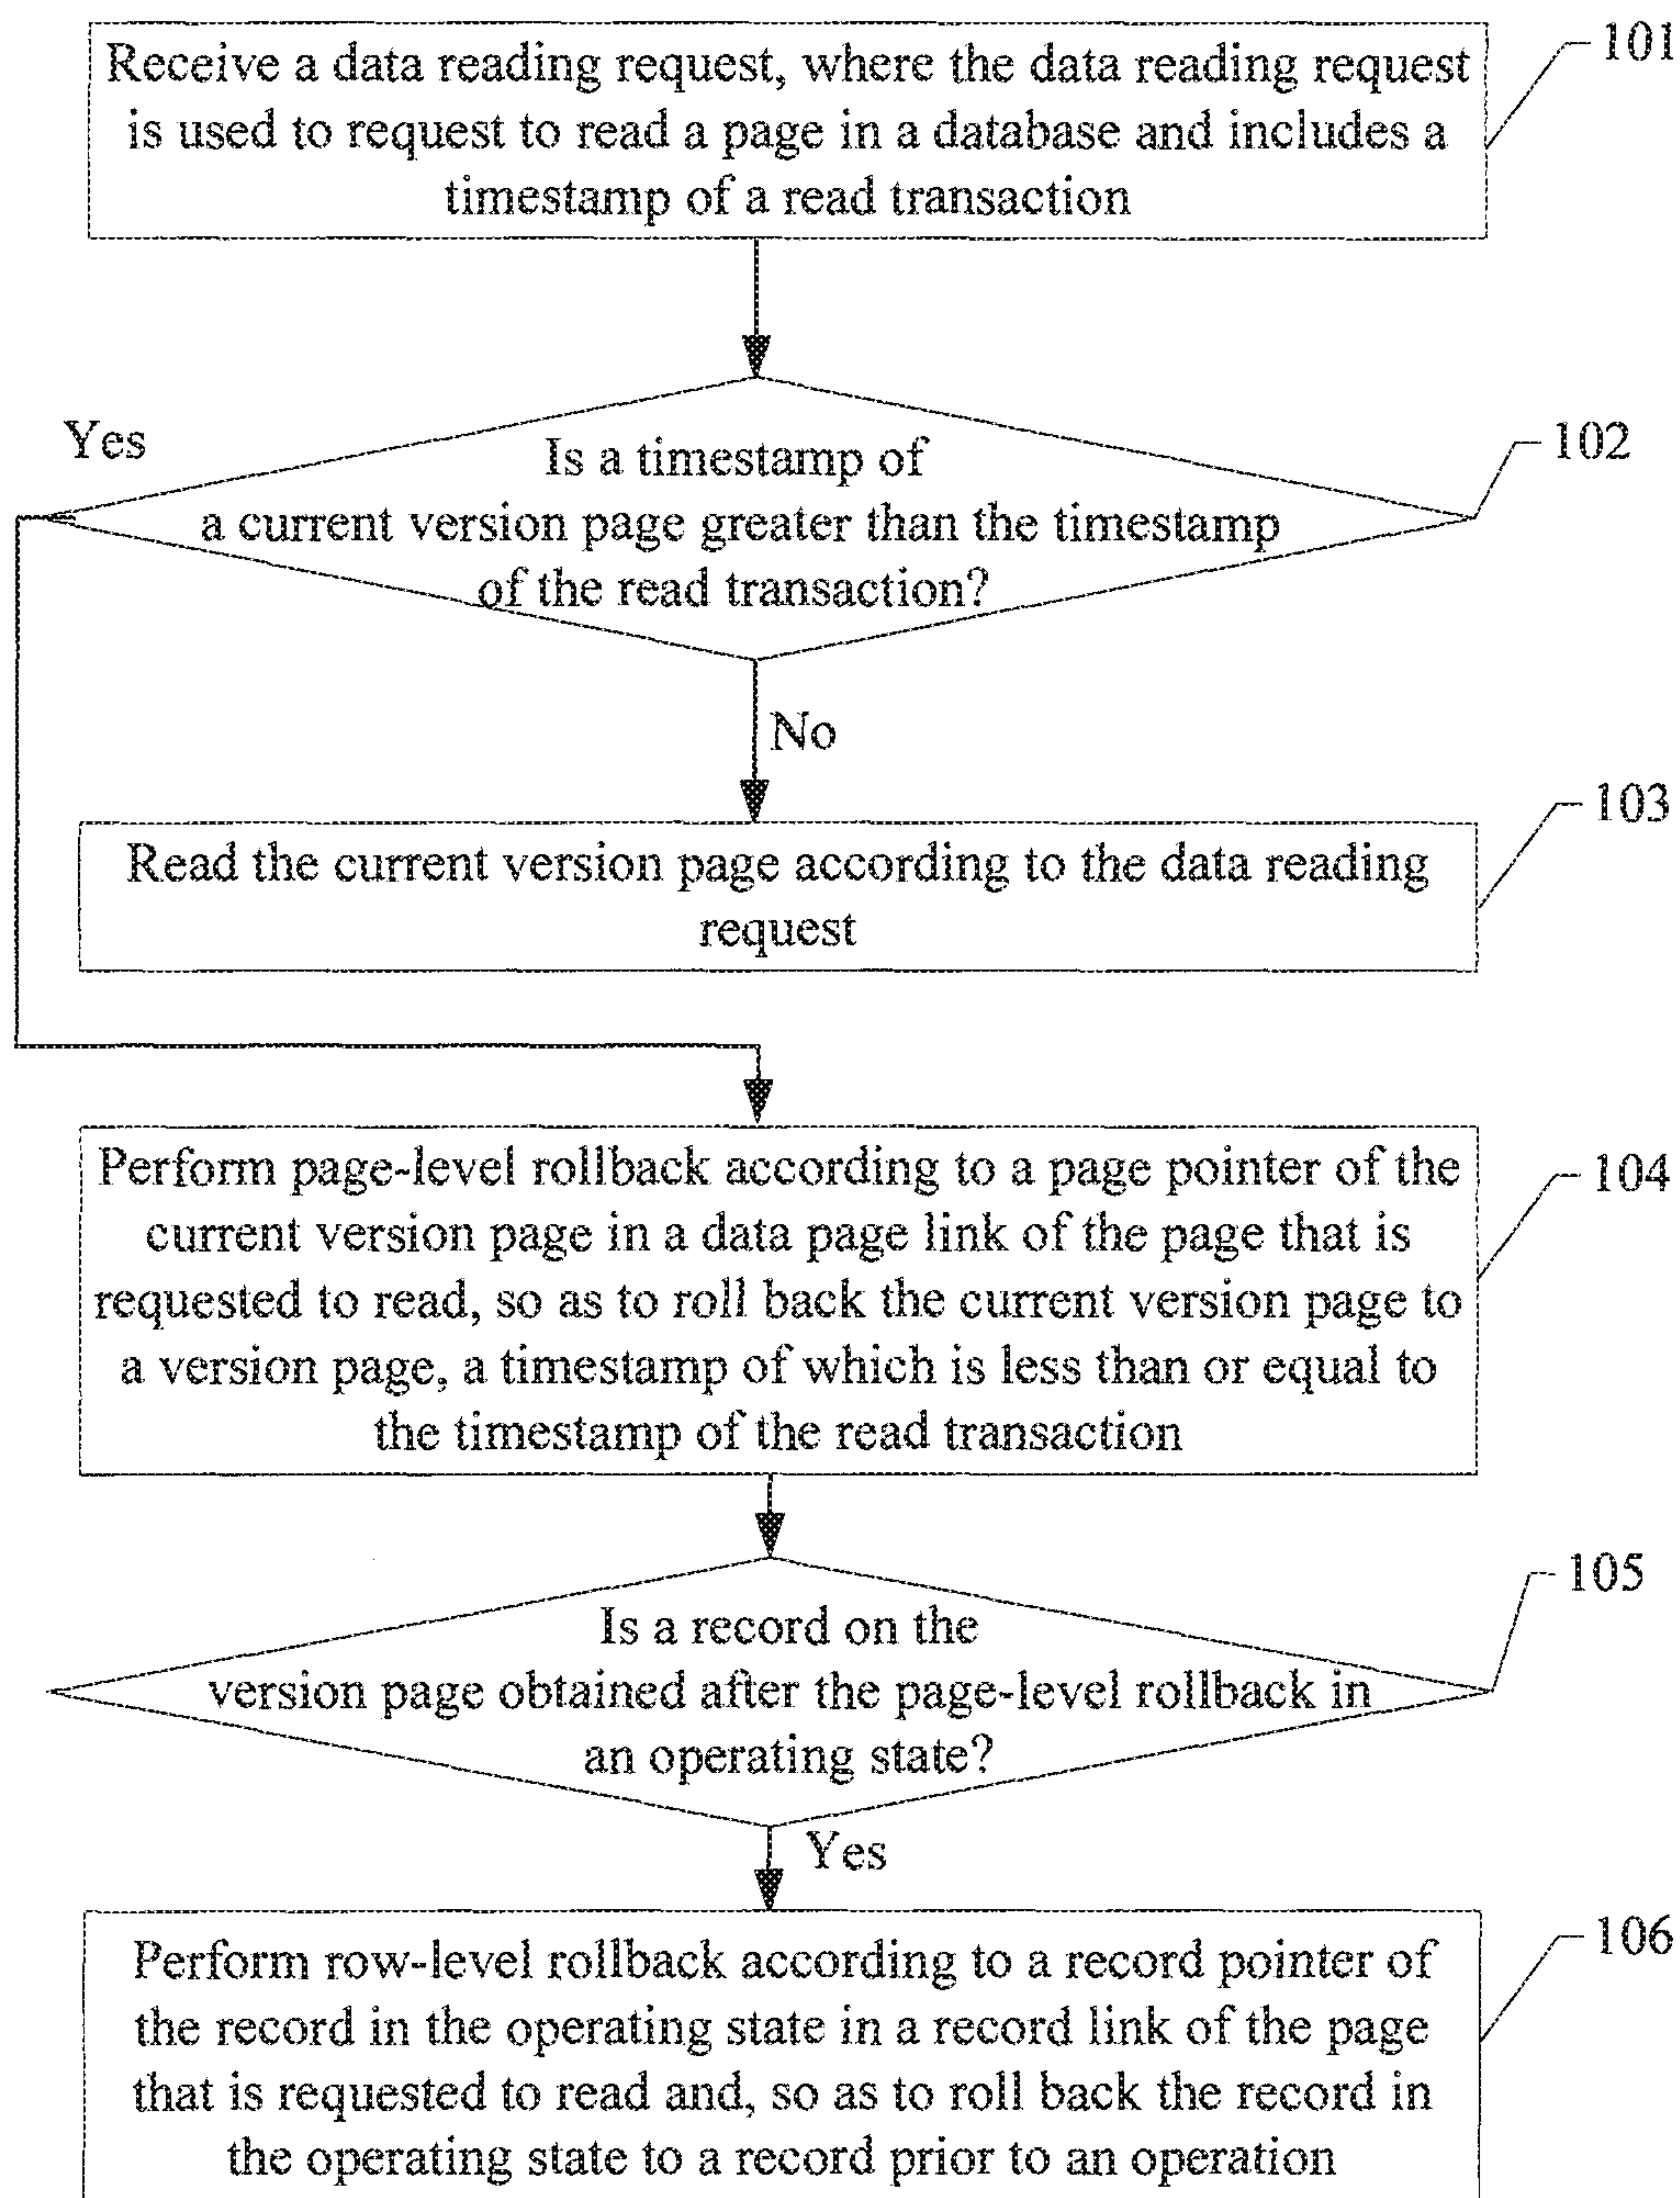 101
Receive a data reading request, where the data reading request
is used to request to read a page in a database and includes a
timestamp of a read transaction
Yes
102
Is a timestamp of
a current version page greater than the timestamp
of the read transaction?
No
103
Read the current version page according to the data reading
request
104
Perform page-level rollback according to a page pointer of the
current version page in a data page link of the page that is
requested to read, so as to roll back the current version page to
a version page, a timestamp of which is less than or equal to
the timestamp of the read transaction
105
Is a record on the
version page obtained after the page-level rollback in
an operating state?
Yes
106
Perform row-level rollback according to a record pointer of
the record in the operating state in a record link of the page
that is requested to read and, so as to roll back the record in
the operating state to a record prior to an operation